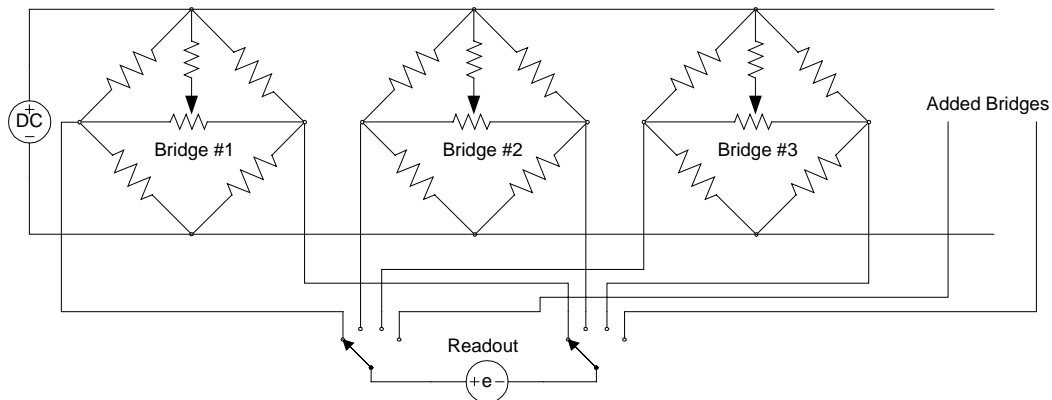 Added Bridges
+
DC
−
Bridge #1
Bridge #2
Bridge #3
Readout
+e−